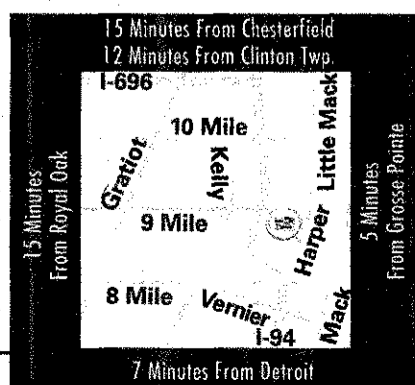 15 Minutes From Chesterfield
12 Minutes From Clinton Twp.
I-696
10 Mile
Gratiot
Kelly
Little Mack
15 Minutes
From Royal Oak
9 Mile
Harper
5 Minutes
From Grosse Pointe
8 Mile
Vernier
I-94
Mack
7 Minutes From Detroit